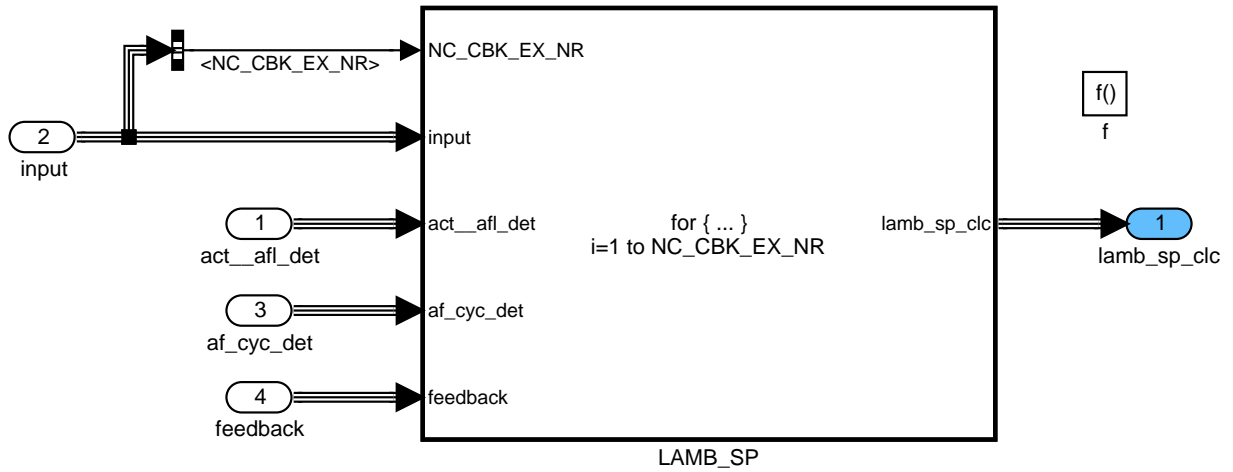 NC_CBK_EX_NR
<NC_CBK_EX_NR>
f()
f
2
input
input
1
act__afl_det
act__afl_det
for { ... }
i=1 to NC_CBK_EX_NR
lamb_sp_clc
1
lamb_sp_clc
3
af_cyc_det
af_cyc_det
4
feedback
feedback
LAMB_SP